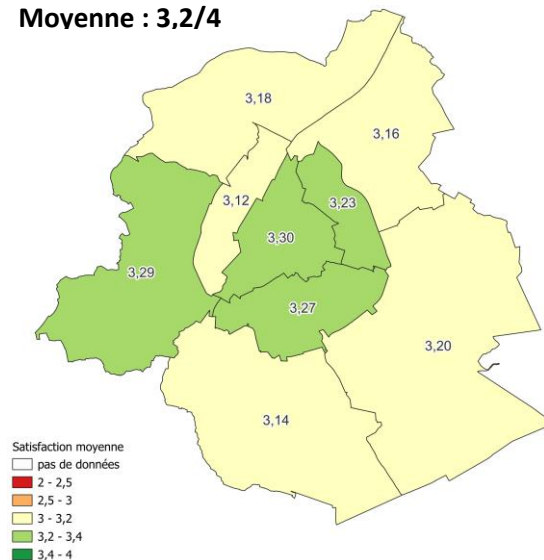 Moyenne : 3,2/4
3,18
3,16
3,12
3,23
3,30
3,29
3,27
3,20
3,14
Satisfaction moyenne
pas de données
2 - 2,5
2,5 - 3
3 - 3,2
3,2 - 3,4
3,4 - 4